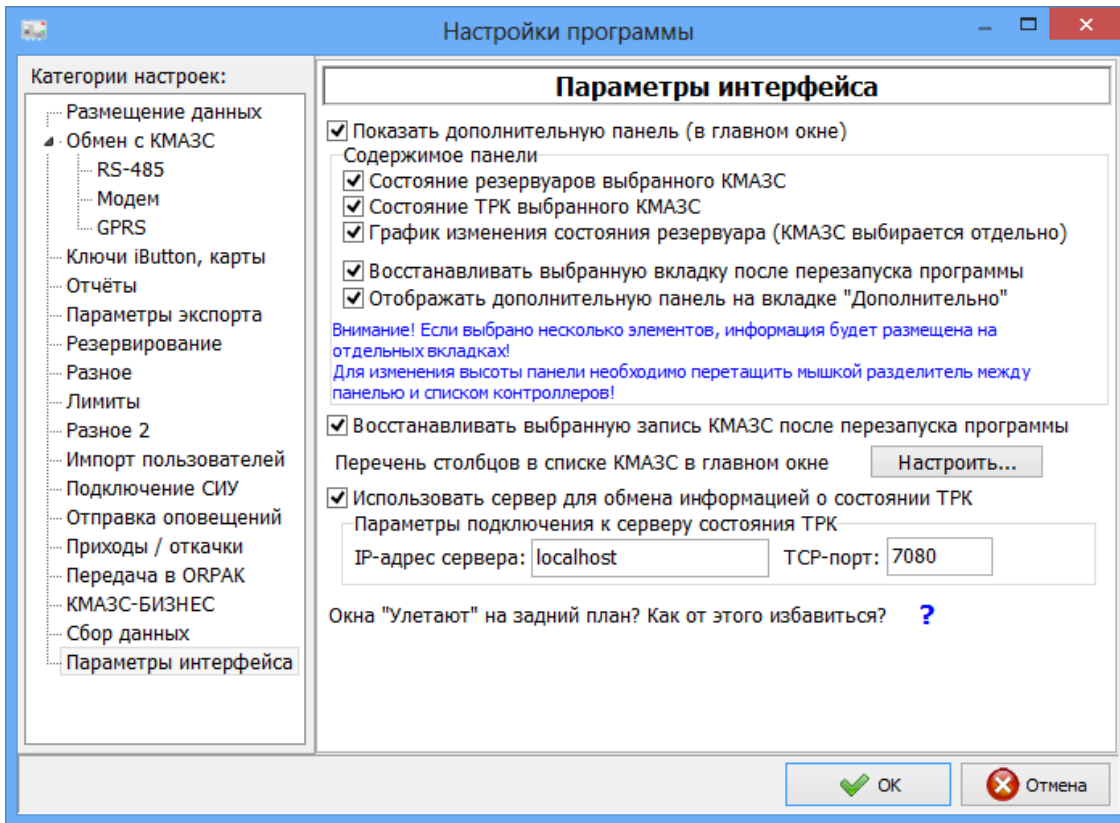 Настройки программы
Категории настроек:
Размещение данных
Обмен с КМАЗС
RS-485
Модем
GPRS
Ключи iButton, карты
Отчёты
Параметры экспорта
Резервирование
Разное
Лимиты
Разное 2
Импорт пользователей
Подключение СИУ
Отправка оповещений
Приходы / откачки
Передача в ORPAK
КМАЗС-БИЗНЕС
Сбор данных
Параметры интерфейса
Параметры интерфейса
Показать дополнительную панель (в главном окне)
Содержимое панели
Состояние резервуаров выбранного КМАЗС
Состояние ТРК выбранного КМАЗС
График изменения состояния резервуара (КМАЗС выбирается отдельно)
Восстанавливать выбранную вкладку после перезапуска программы
Отображать дополнительную панель на вкладке "Дополнительно"
Внимание! Если выбрано несколько элементов, информация будет размещена на
отдельных вкладках!
Для изменения высоты панели необходимо перетащить мышкой разделитель между
панелью и списком контроллеров!
Восстанавливать выбранную запись КМАЗС после перезапуска программы
Перечень столбцов в списке КМАЗС в главном окне Настроить...
Использовать сервер для обмена информацией о состоянии ТРК
Параметры подключения к серверу состояния ТРК
IP-адрес сервера: localhost TCP-порт: 7080
Окна "Улетают" на задний план? Как от этого избавиться? ?
OK Отмена